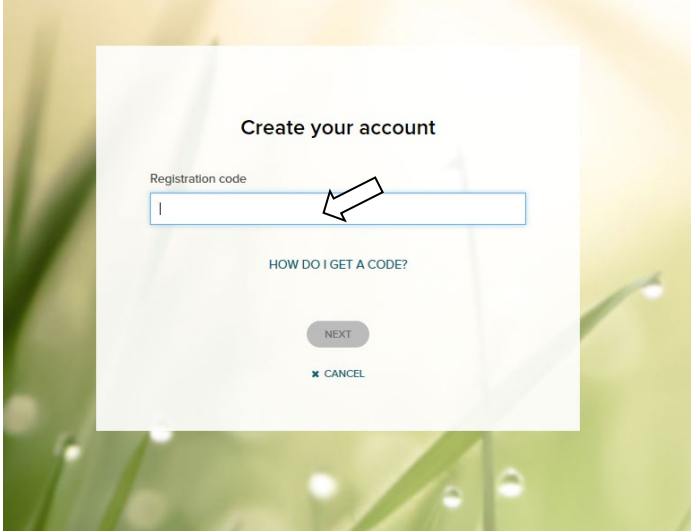 Create your account
Registration code
HOW DO I GET A CODE?
NEXT
✖ CANCEL